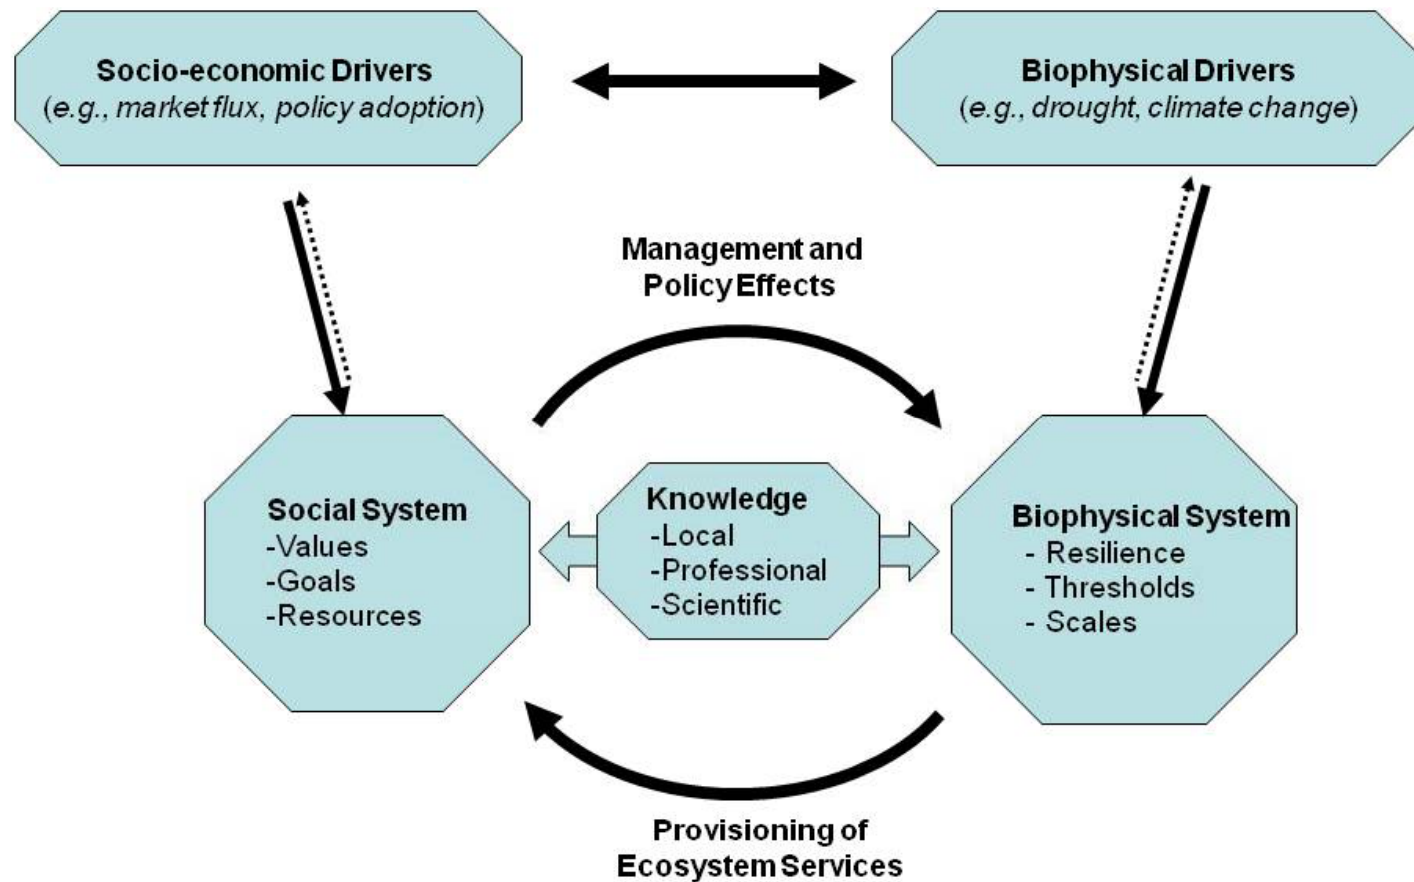 Socio-economic Drivers
(e.g., market flux, policy adoption)
Biophysical Drivers
(e.g., drought, climate change)
Management and
Policy Effects
Social System
-Values
-Goals
-Resources
Knowledge
-Local
-Professional
-Scientific
Biophysical System
- Resilience
- Thresholds
- Scales
Provisioning of
Ecosystem Services